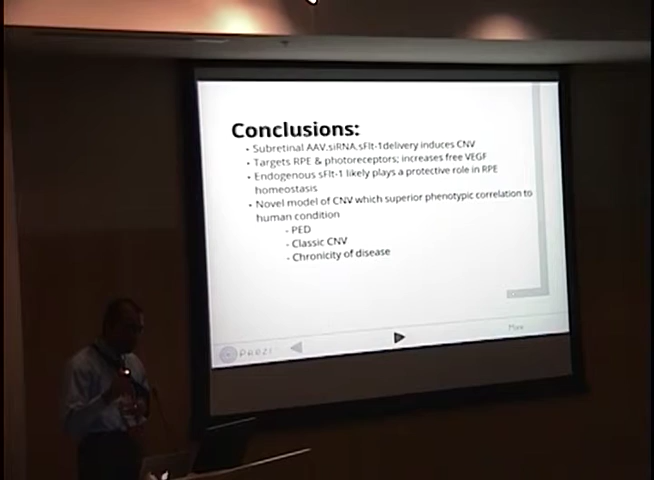 Conclusions:
• Subretinal AAV.siRNA.sFlt-1delivery induces CNV
• Targets RPE & photoreceptors; increases free VEGF
• Endogenous sFlt-1 likely plays a protective role in RPE
homeostasis
• Novel model of CNV which superior phenotypic correlation to
human condition
- PED
- Classic CNV
- Chronicity of disease
PREZI
More